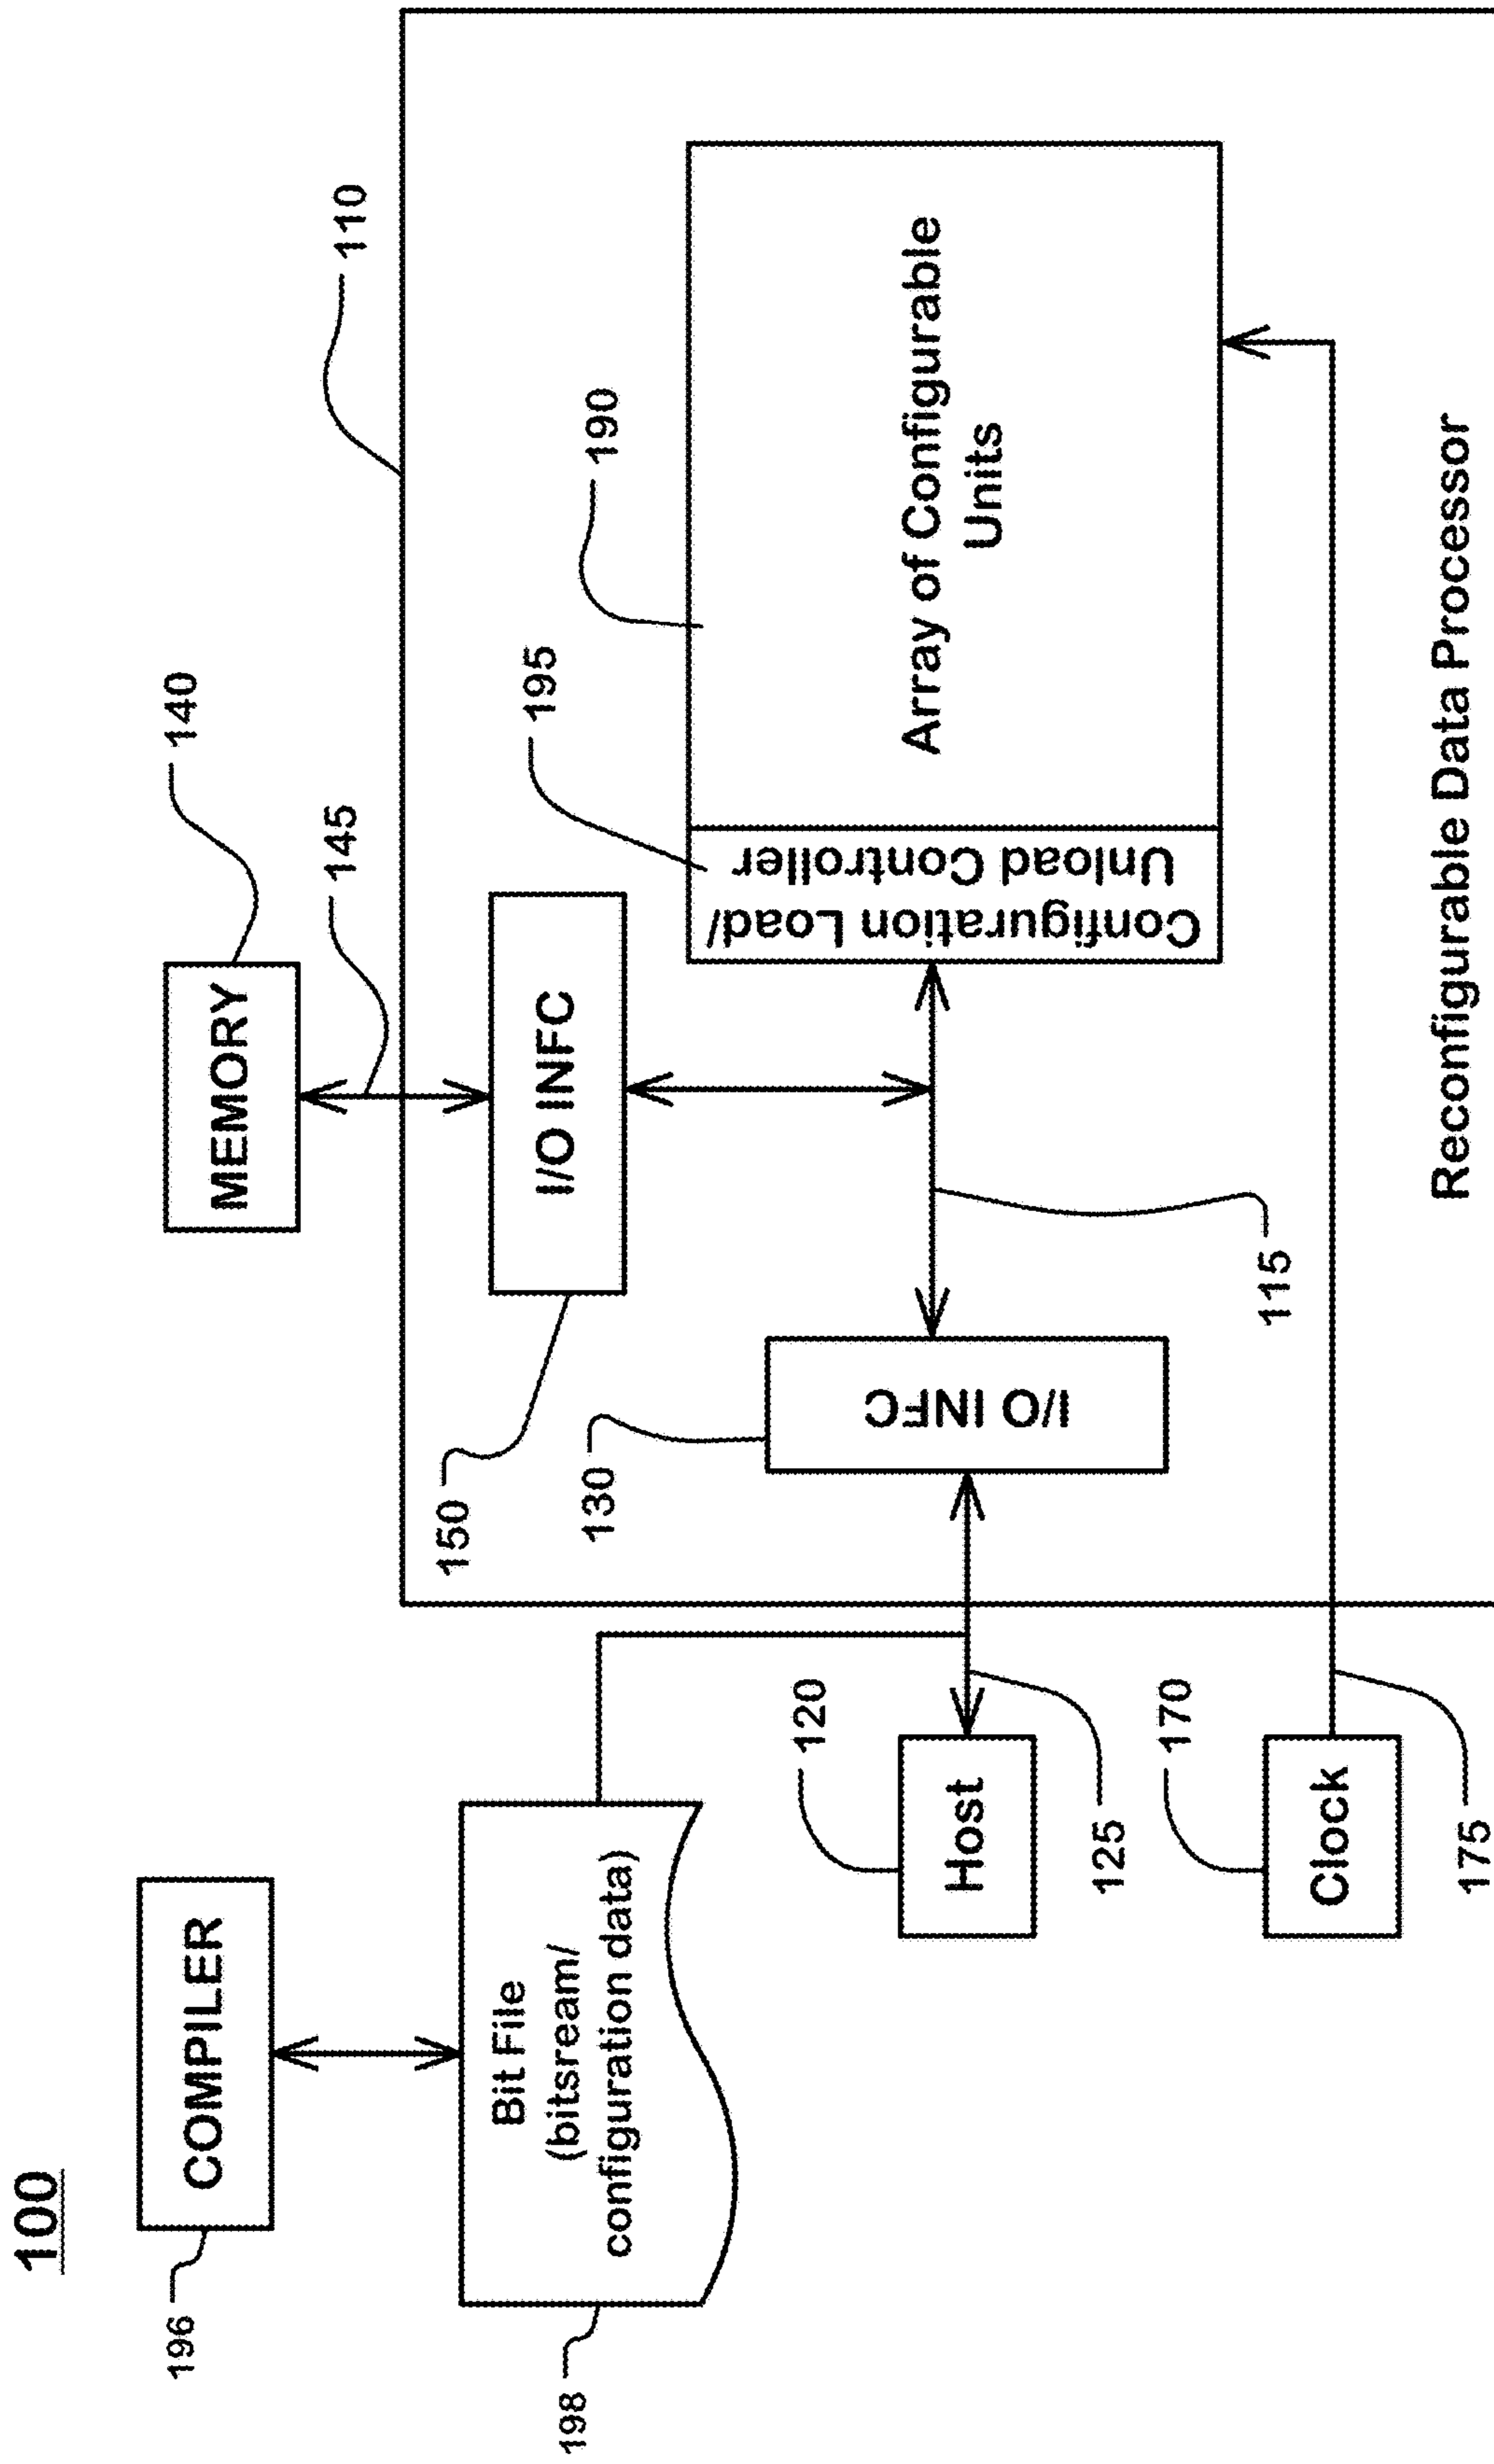 100
COMPILER
196
Bit File
(bitsream/
configuration data)
198
MEMORY
140
145
110
I/O INFC
150
I/O INFC
130
115
Configuration Load/
Unload Controller
195
Array of Configurable
Units
190
Host
120
125
Clock
170
175
Reconfigurable Data Processor